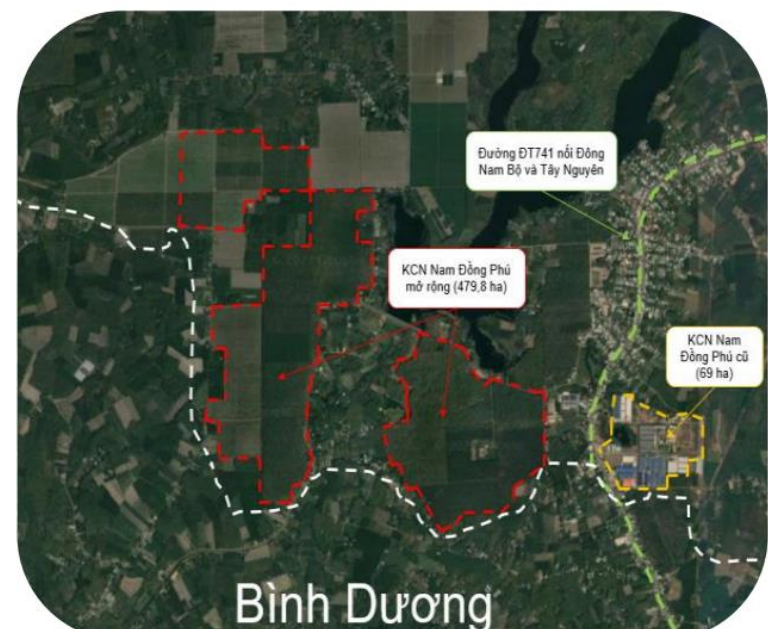 Đường ĐT741 nối Đông
Nam Bộ và Tây Nguyên
KCN Nam Đồng Phú
mở rộng (479,8 ha)
KCN Nam
Đồng Phú cũ
(69 ha)
Bình Dương